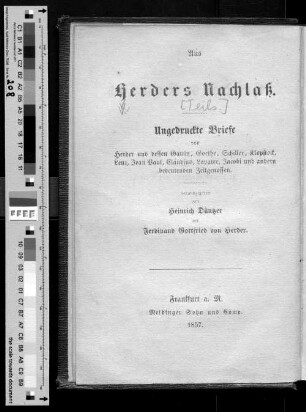 Aus
Herders Nachlaß.
[Teil 1.]
Ungedruckte Briefe
von
Herder und dessen Gattin, Goethe, Schiller, Klopstock,
Lenz, Jean Paul, Claudius, Lavater, Jacobi und andern
bedeutenden Zeitgenossen.
herausgegeben
von
Heinrich Düntzer
und
Ferdinand Gottfried von Herder.
Frankfurt a. M.
Meidinger Sohn und Comp.
1857.